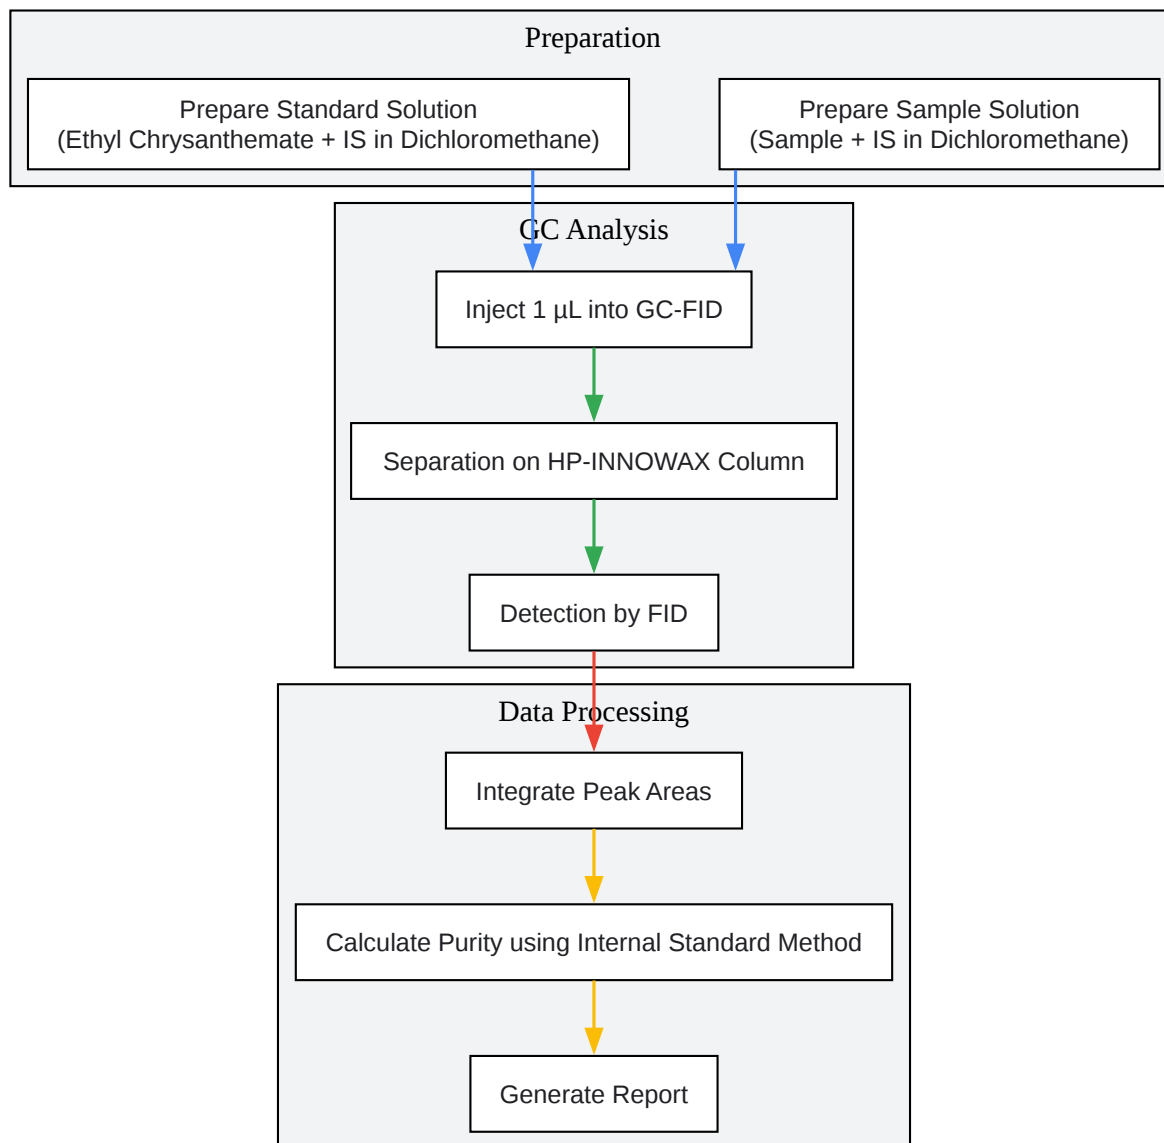 Preparation
Prepare Standard Solution
(Ethyl Chrysanthemate + IS in Dichloromethane)
Prepare Sample Solution
(Sample + IS in Dichloromethane)
GC Analysis
Inject 1 µL into GC-FID
Separation on HP-INNOWAX Column
Detection by FID
Data Processing
Integrate Peak Areas
Calculate Purity using Internal Standard Method
Generate Report